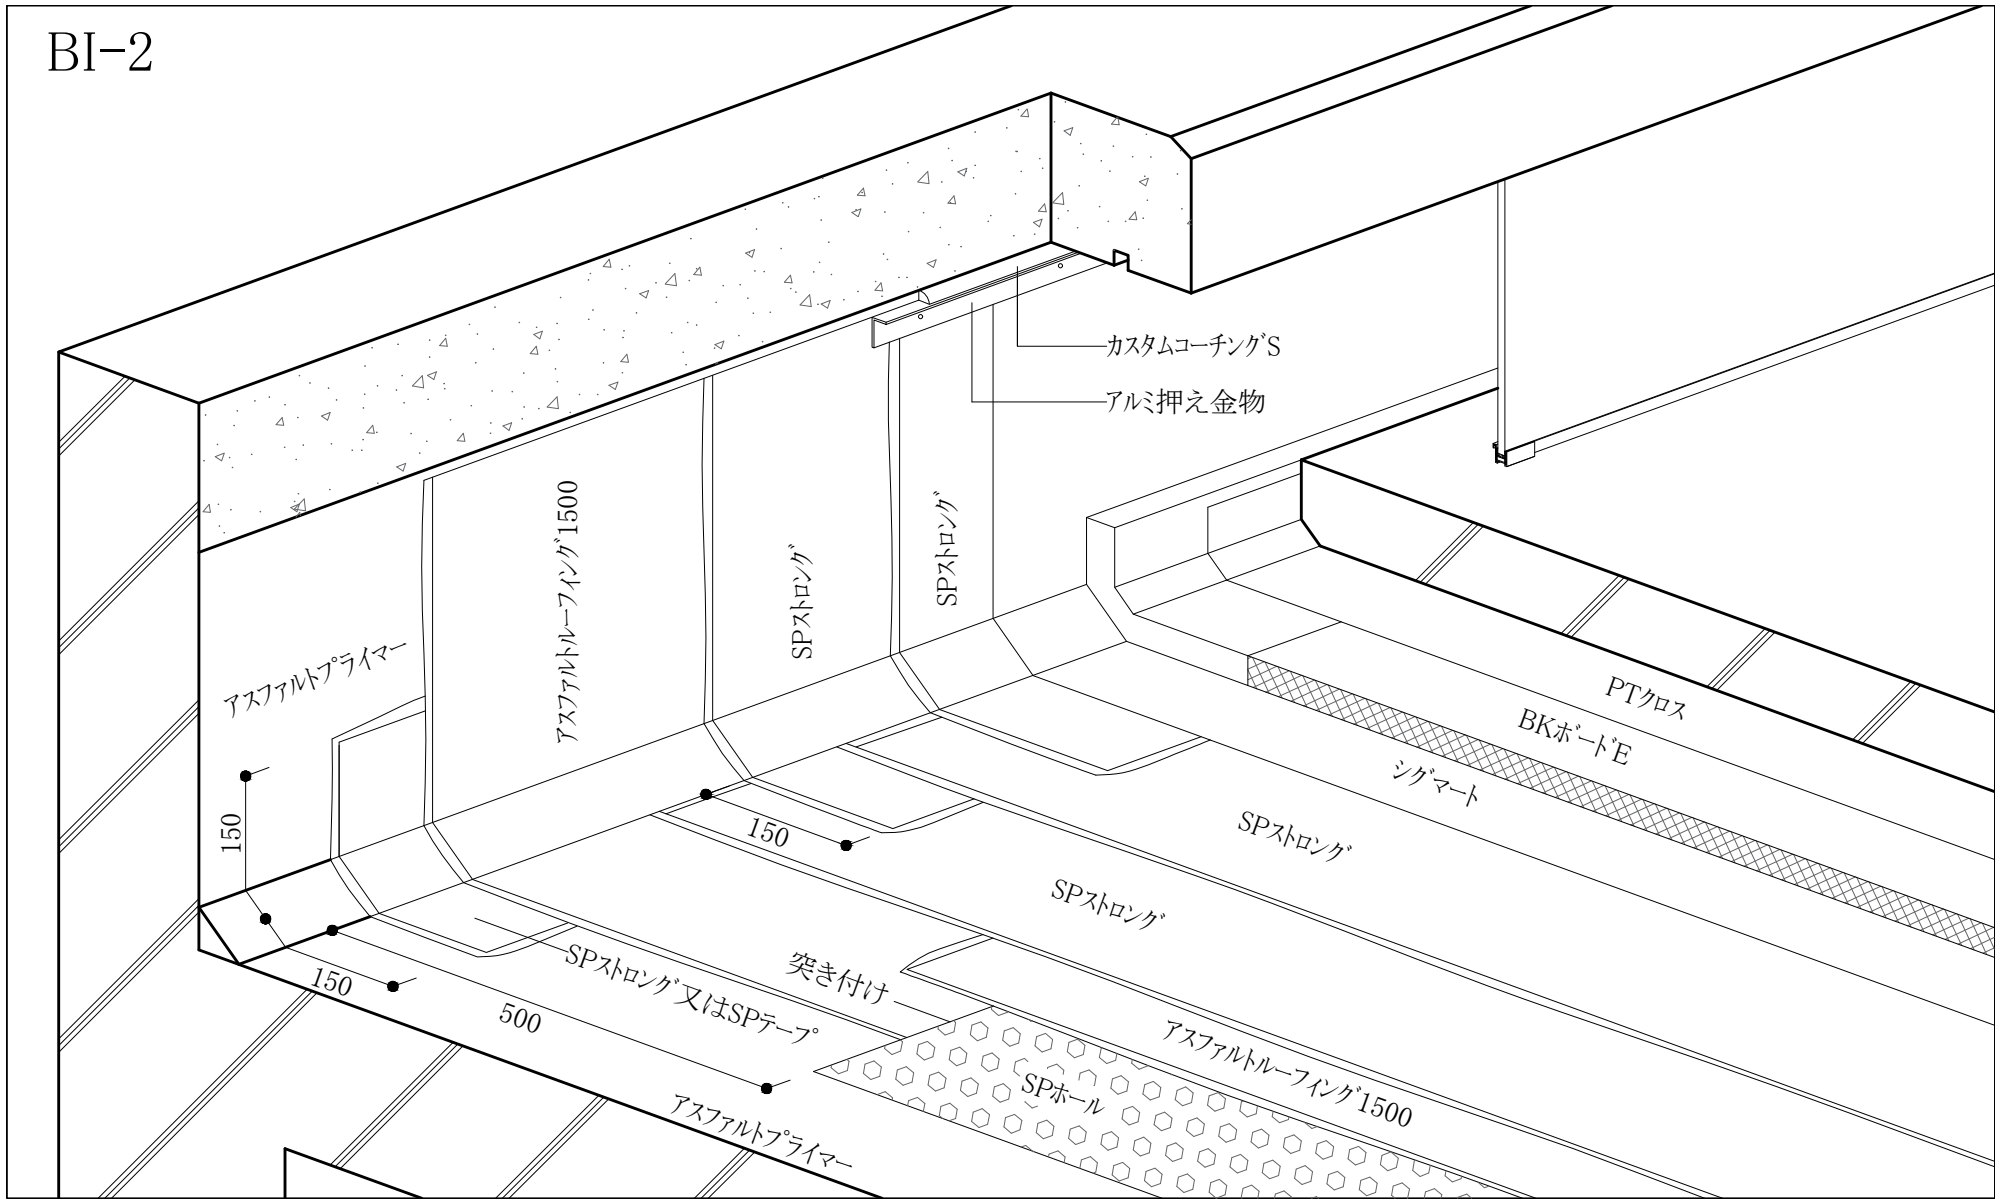 BI-2
カスタムコーチングS
アルミ押え金物
アスファルトルーフィング1500
SPストロング
SPストロング
アスファルトプライマー
PTクロス
BKボードE
シグマート
SPストロング
SPストロング
150
150
150
500
SPストロング又はSPテープ
突き付け
アスファルトルーフィング1500
SPホール
アスファルトプライマー